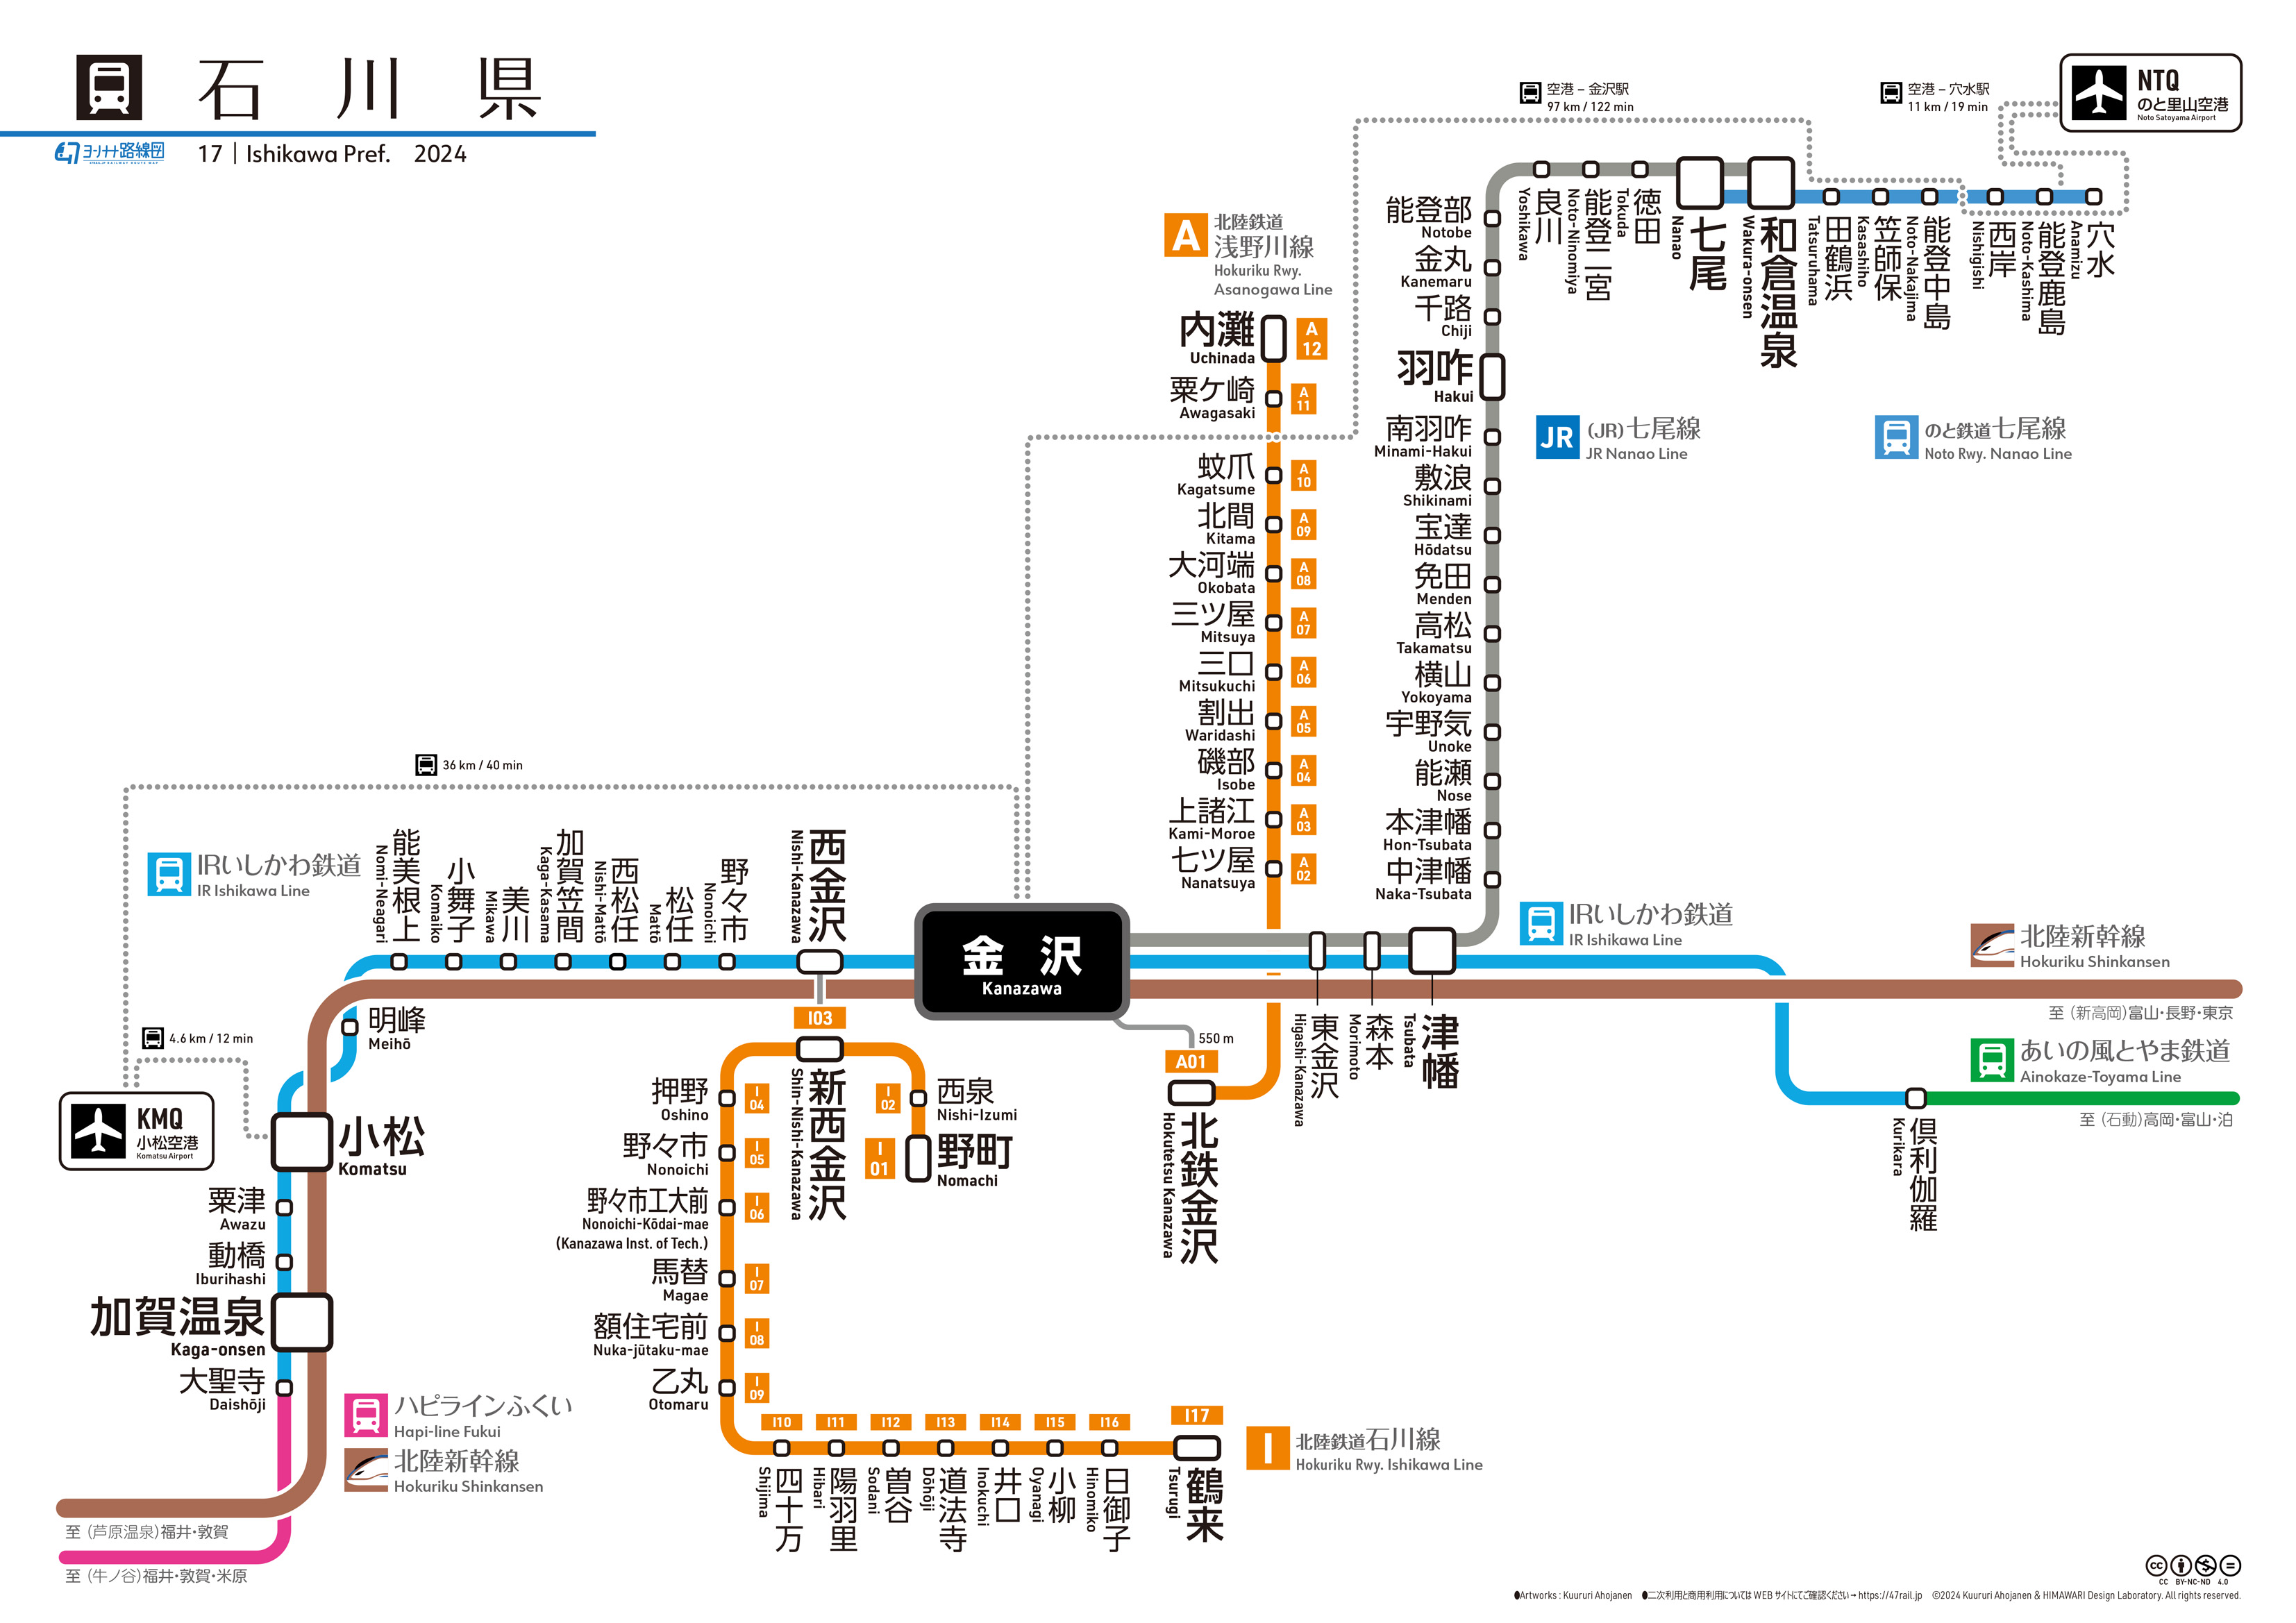 石川県
ヨンナナ路線図
17｜Ishikawa Pref. 2024
空港 – 金沢駅
97 km / 122 min
空港 – 穴水駅
11 km / 19 min
NTQ
のと里山空港
Noto Satoyama Airport
A
北陸鉄道
浅野川線
Hokuriku Rwy.
Asanogawa Line
内灘
Uchinada
A
12
粟ケ崎
Awagasaki
A
11
蚊爪
Kagatsume
A
10
北間
Kitama
A
09
大河端
Okobata
A
08
三ツ屋
Mitsuya
A
07
三口
Mitsukuchi
A
06
割出
Waridashi
A
05
磯部
Isobe
A
04
上諸江
Kami-Moroe
A
03
七ツ屋
Nanatsuya
A
02
能登部
Notobe
金丸
Kanemaru
千路
Chiji
羽咋
Hakui
南羽咋
Minami-Hakui
敷浪
Shikinami
宝達
Hōdatsu
免田
Menden
高松
Takamatsu
横山
Yokoyama
宇野気
Unoke
能瀬
Nose
本津幡
Hon-Tsubata
中津幡
Naka-Tsubata
良川
Yoshikawa
能登二宮
Noto-Ninomiya
徳田
Tokuda
七尾
Nanao
和倉温泉
Wakura-onsen
田鶴浜
Tatsuruhama
笠師保
Kasashiho
能登中島
Noto-Nakajima
西岸
Nishigishi
能登鹿島
Noto-Kashima
穴水
Anamizu
JR
(JR)七尾線
JR Nanao Line
のと鉄道七尾線
Noto Rwy. Nanao Line
36 km / 40 min
IRいしかわ鉄道
IR Ishikawa Line
能美根上
Nomi-Neagari
小舞子
Komaiko
美川
Mikawa
加賀笠間
Kaga-Kasama
西松任
Nishi-Mattō
松任
Mattō
野々市
Nonoichi
西金沢
Nishi-Kanazawa
金沢
Kanazawa
IRいしかわ鉄道
IR Ishikawa Line
北陸新幹線
Hokuriku Shinkansen
至 (新高岡)富山・長野・東京
あいの風とやま鉄道
Ainokaze-Toyama Line
至 (石動)高岡・富山・泊
倶利伽羅
Kurikara
東金沢
Higashi-Kanazawa
森本
Morimoto
津幡
Tsubata
550 m
A01
北鉄金沢
Hokutetsu Kanazawa
明峰
Meihō
4.6 km / 12 min
KMQ
小松空港
Komatsu Airport
小松
Komatsu
粟津
Awazu
動橋
Iburihashi
加賀温泉
Kaga-onsen
大聖寺
Daishōji
ハピラインふくい
Hapi-line Fukui
北陸新幹線
Hokuriku Shinkansen
至 (芦原温泉)福井・敦賀
至 (牛ノ谷)福井・敦賀・米原
I03
新西金沢
Shin-Nishi-Kanazawa
I
02
西泉
Nishi-Izumi
I
01
野町
Nomachi
押野
Oshino
I
04
野々市
Nonoichi
I
05
野々市工大前
Nonoichi-Kōdai-mae
(Kanazawa Inst. of Tech.)
I
06
馬替
Magae
I
07
額住宅前
Nuka-jūtaku-mae
I
08
乙丸
Otomaru
I
09
I10
四十万
Shijima
I11
陽羽里
Hibari
I12
曽谷
Sodani
I13
道法寺
Dōhōji
I14
井口
Inokuchi
I15
小柳
Oyanagi
I16
日御子
Hinomiko
I17
鶴来
Tsurugi
I
北陸鉄道石川線
Hokuriku Rwy. Ishikawa Line
CC BY-NC-ND 4.0
●Artworks : Kuururi Ahojanen ●二次利用と商用利用については WEB サイトにてご確認ください→ https://47rail.jp ©2024 Kuururi Ahojanen & HIMAWARI Design Laboratory. All rights reserved.